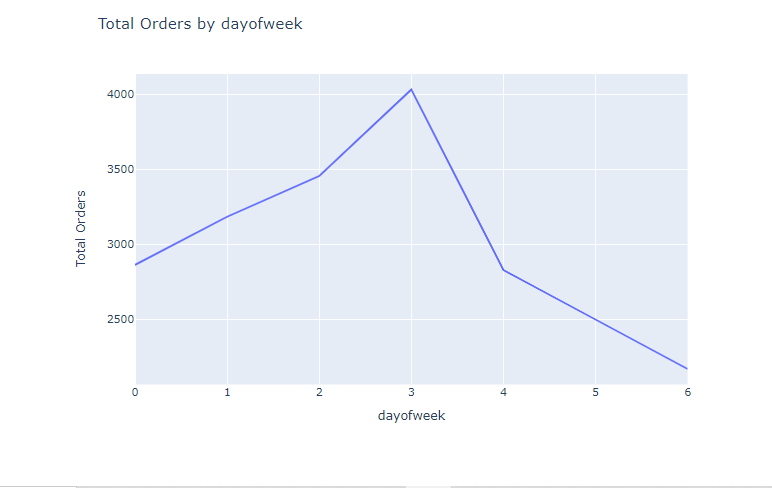 Total Orders by dayofweek
Total Orders
4000
3500
3000
2500
0 1 2 3 4 5 6
dayofweek